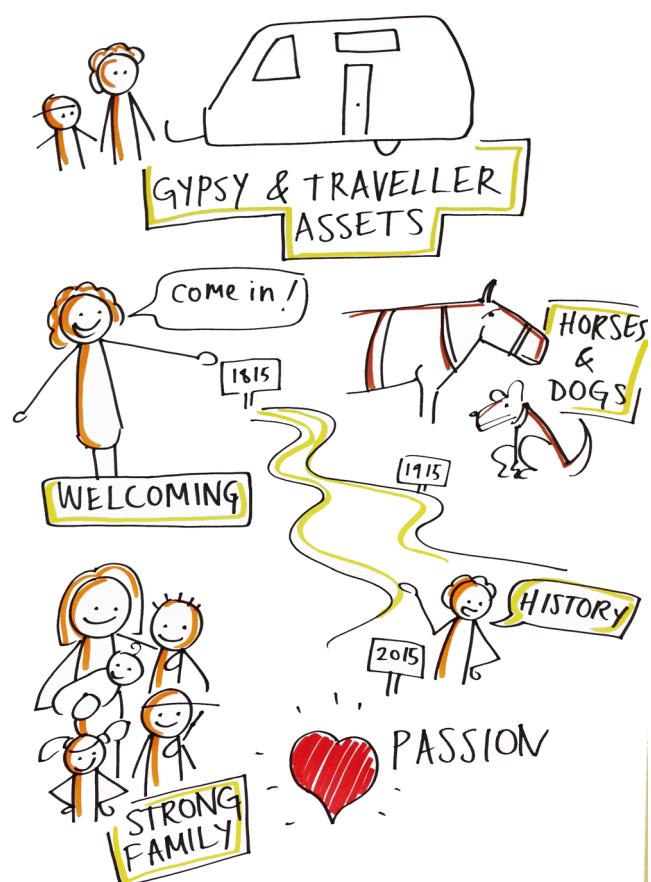 GYPSY & TRAVELLER
ASSETS
come in!
1815
HORSES
&
DOGS
WELCOMING
1915
HISTORY
2015
PASSION
STRONG
FAMILY